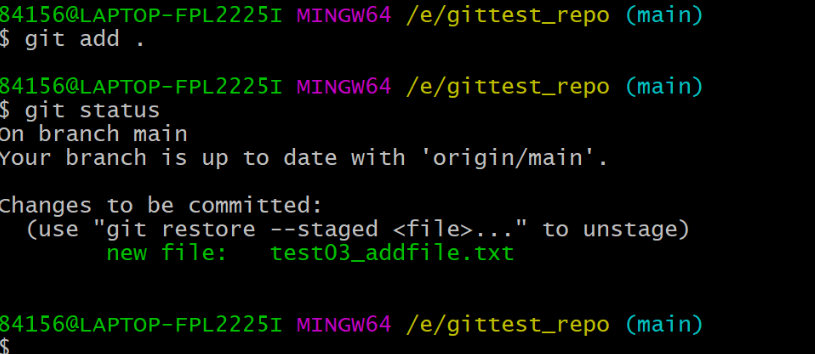 84156@LAPTOP-FPL2225I MINGW64 /e/gittest_repo (main)
$ git add .
84156@LAPTOP-FPL2225I MINGW64 /e/gittest_repo (main)
$ git status
On branch main
Your branch is up to date with 'origin/main'.
Changes to be committed:
  (use "git restore --staged <file>..." to unstage)
        new file:   test03_addfile.txt
84156@LAPTOP-FPL2225I MINGW64 /e/gittest_repo (main)
$